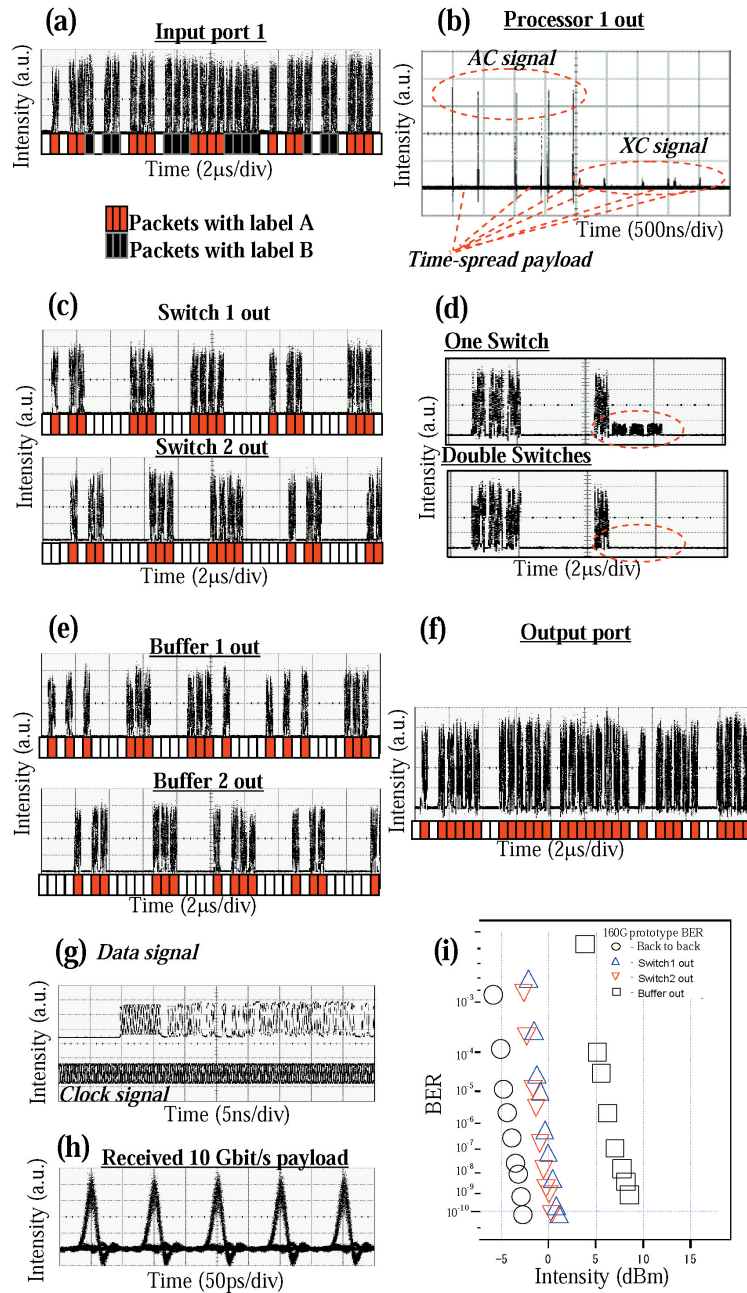 (a)
Input port 1
Intensity (a.u.)
Time (2μs/div)
Packets with label A
Packets with label B
(b)
Processor 1 out
AC signal
XC signal
Intensity (a.u.)
Time (500ns/div)
Time-spread payload
(c)
Switch 1 out
Switch 2 out
Intensity (a.u.)
Time (2μs/div)
(d)
One Switch
Double Switches
Intensity (a.u.)
Time (2μs/div)
(e)
Buffer 1 out
Buffer 2 out
Intensity (a.u.)
Time (2μs/div)
(f)
Output port
Intensity (a.u.)
Time (2μs/div)
(g)
Data signal
Clock signal
Intensity (a.u.)
Time (5ns/div)
(h)
Received 10 Gbit/s payload
Intensity (a.u.)
Time (50ps/div)
(i)
160G prototype BER
- Back to back
- Switch1 out
- Switch2 out
- Buffer out
BER
10-3
10-4
10-5
10-6
10-7
10-8
10-9
10-10
-5 0 5 10 15
Intensity (dBm)